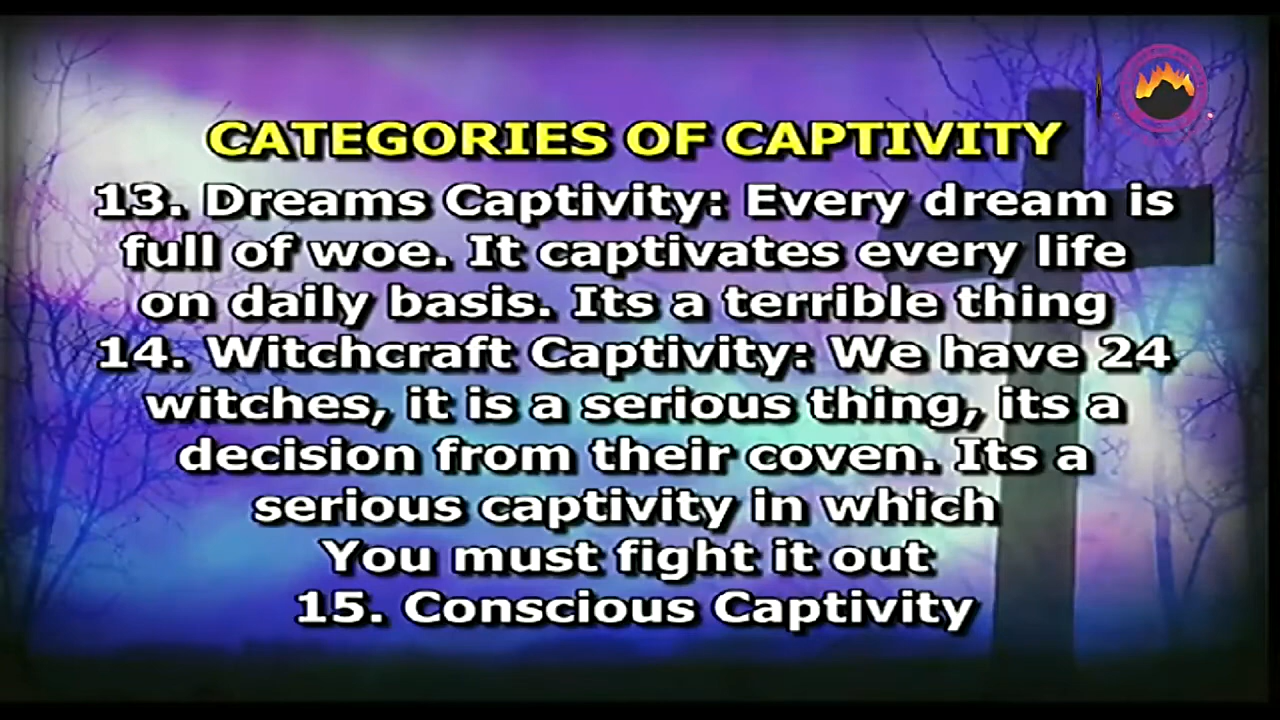 CATEGORIES OF CAPTIVITY
13. Dreams Captivity: Every dream is
full of woe. It captivates every life
on daily basis. Its a terrible thing
14. Witchcraft Captivity: We have 24
witches, it is a serious thing, its a
decision from their coven. Its a
serious captivity in which
You must fight it out
15. Conscious Captivity